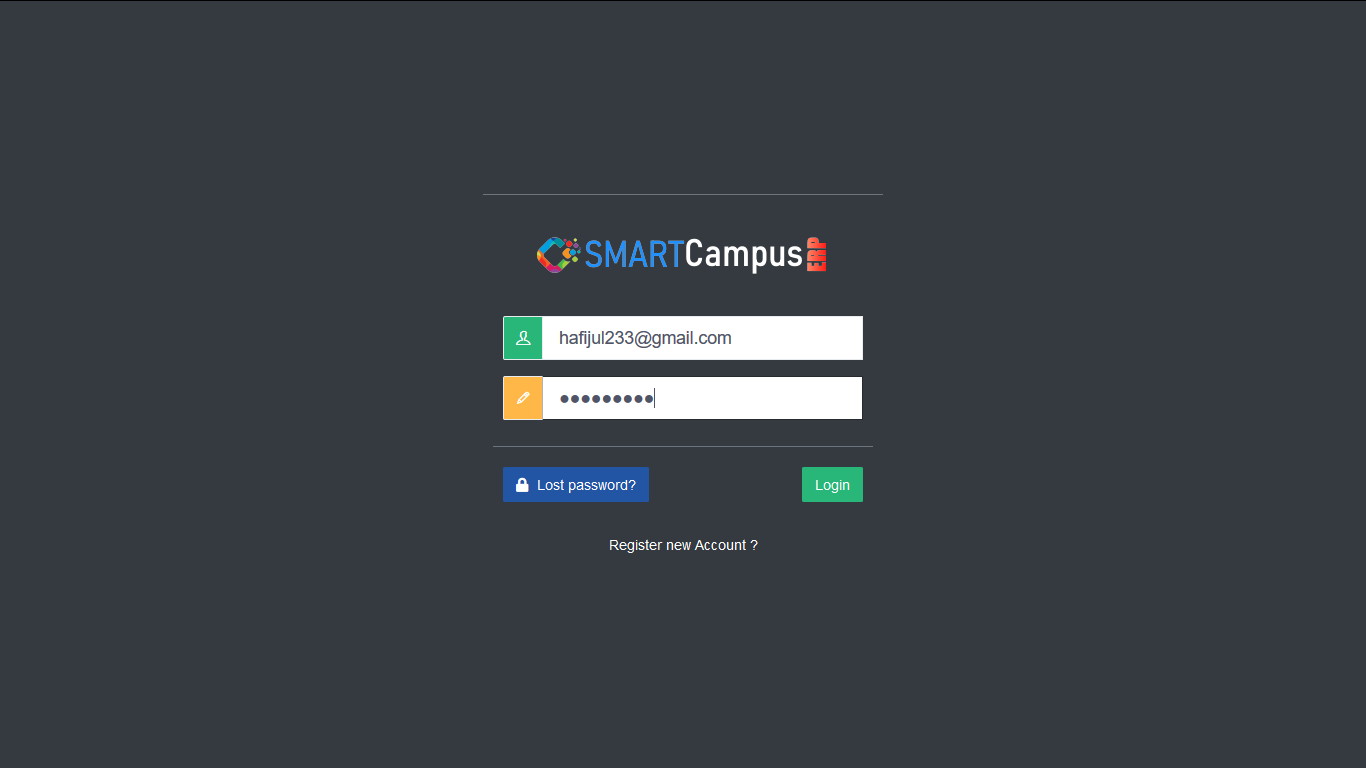 SMARTCampus ERP
hafijul233@gmail.com
●●●●●●●●●
Lost password?
Login
Register new Account ?